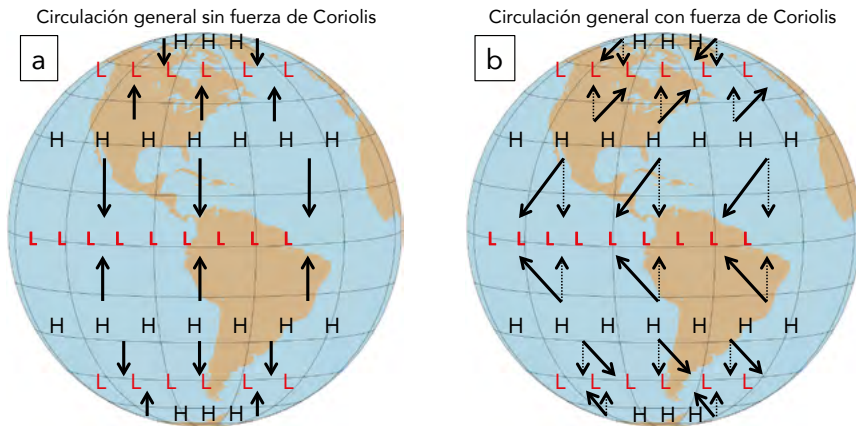 Circulación general sin fuerza de Coriolis
a
H H H
L L L L L L
H H H H H H H
L L L L L L L L L
H H H H H H H
L L L L L L
H H H
Circulación general con fuerza de Coriolis
b
H H H
L L L L L L
H H H H H H H
L L L L L L L L L
H H H H H H H
L L L L L L
H H H